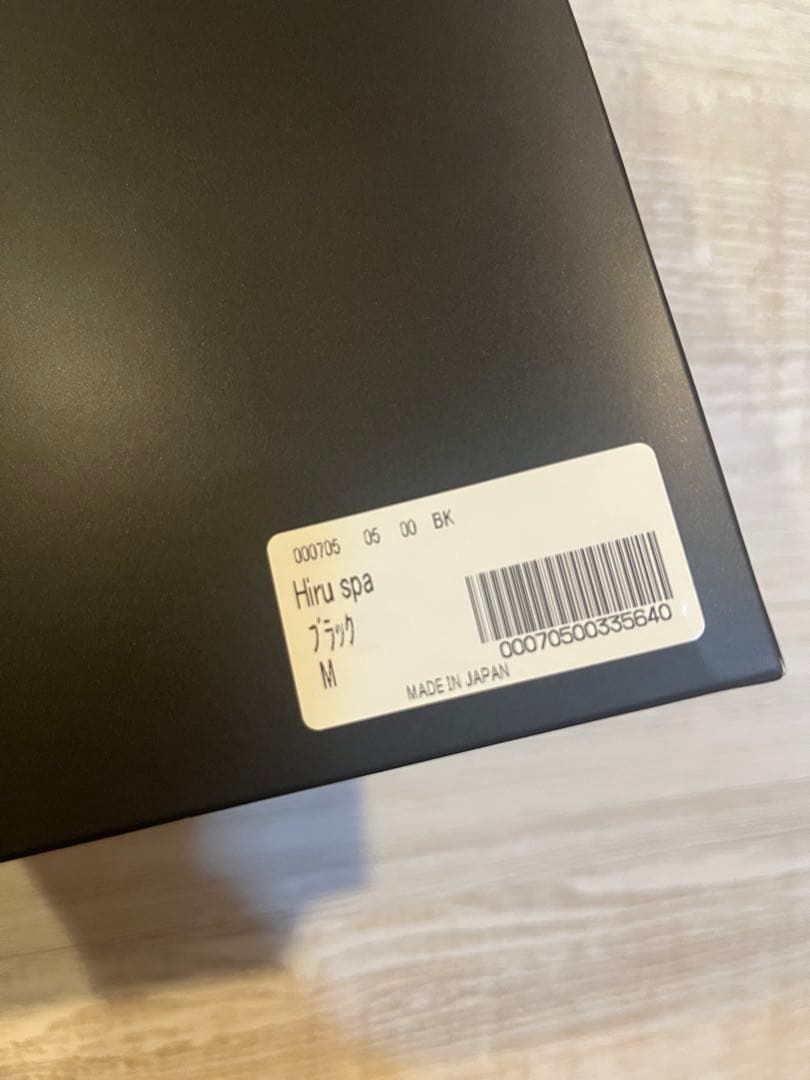 000705 05 00 BK
Hiru spa
ﾌﾞﾗｯｸ
M
00070500335640
MADE IN JAPAN